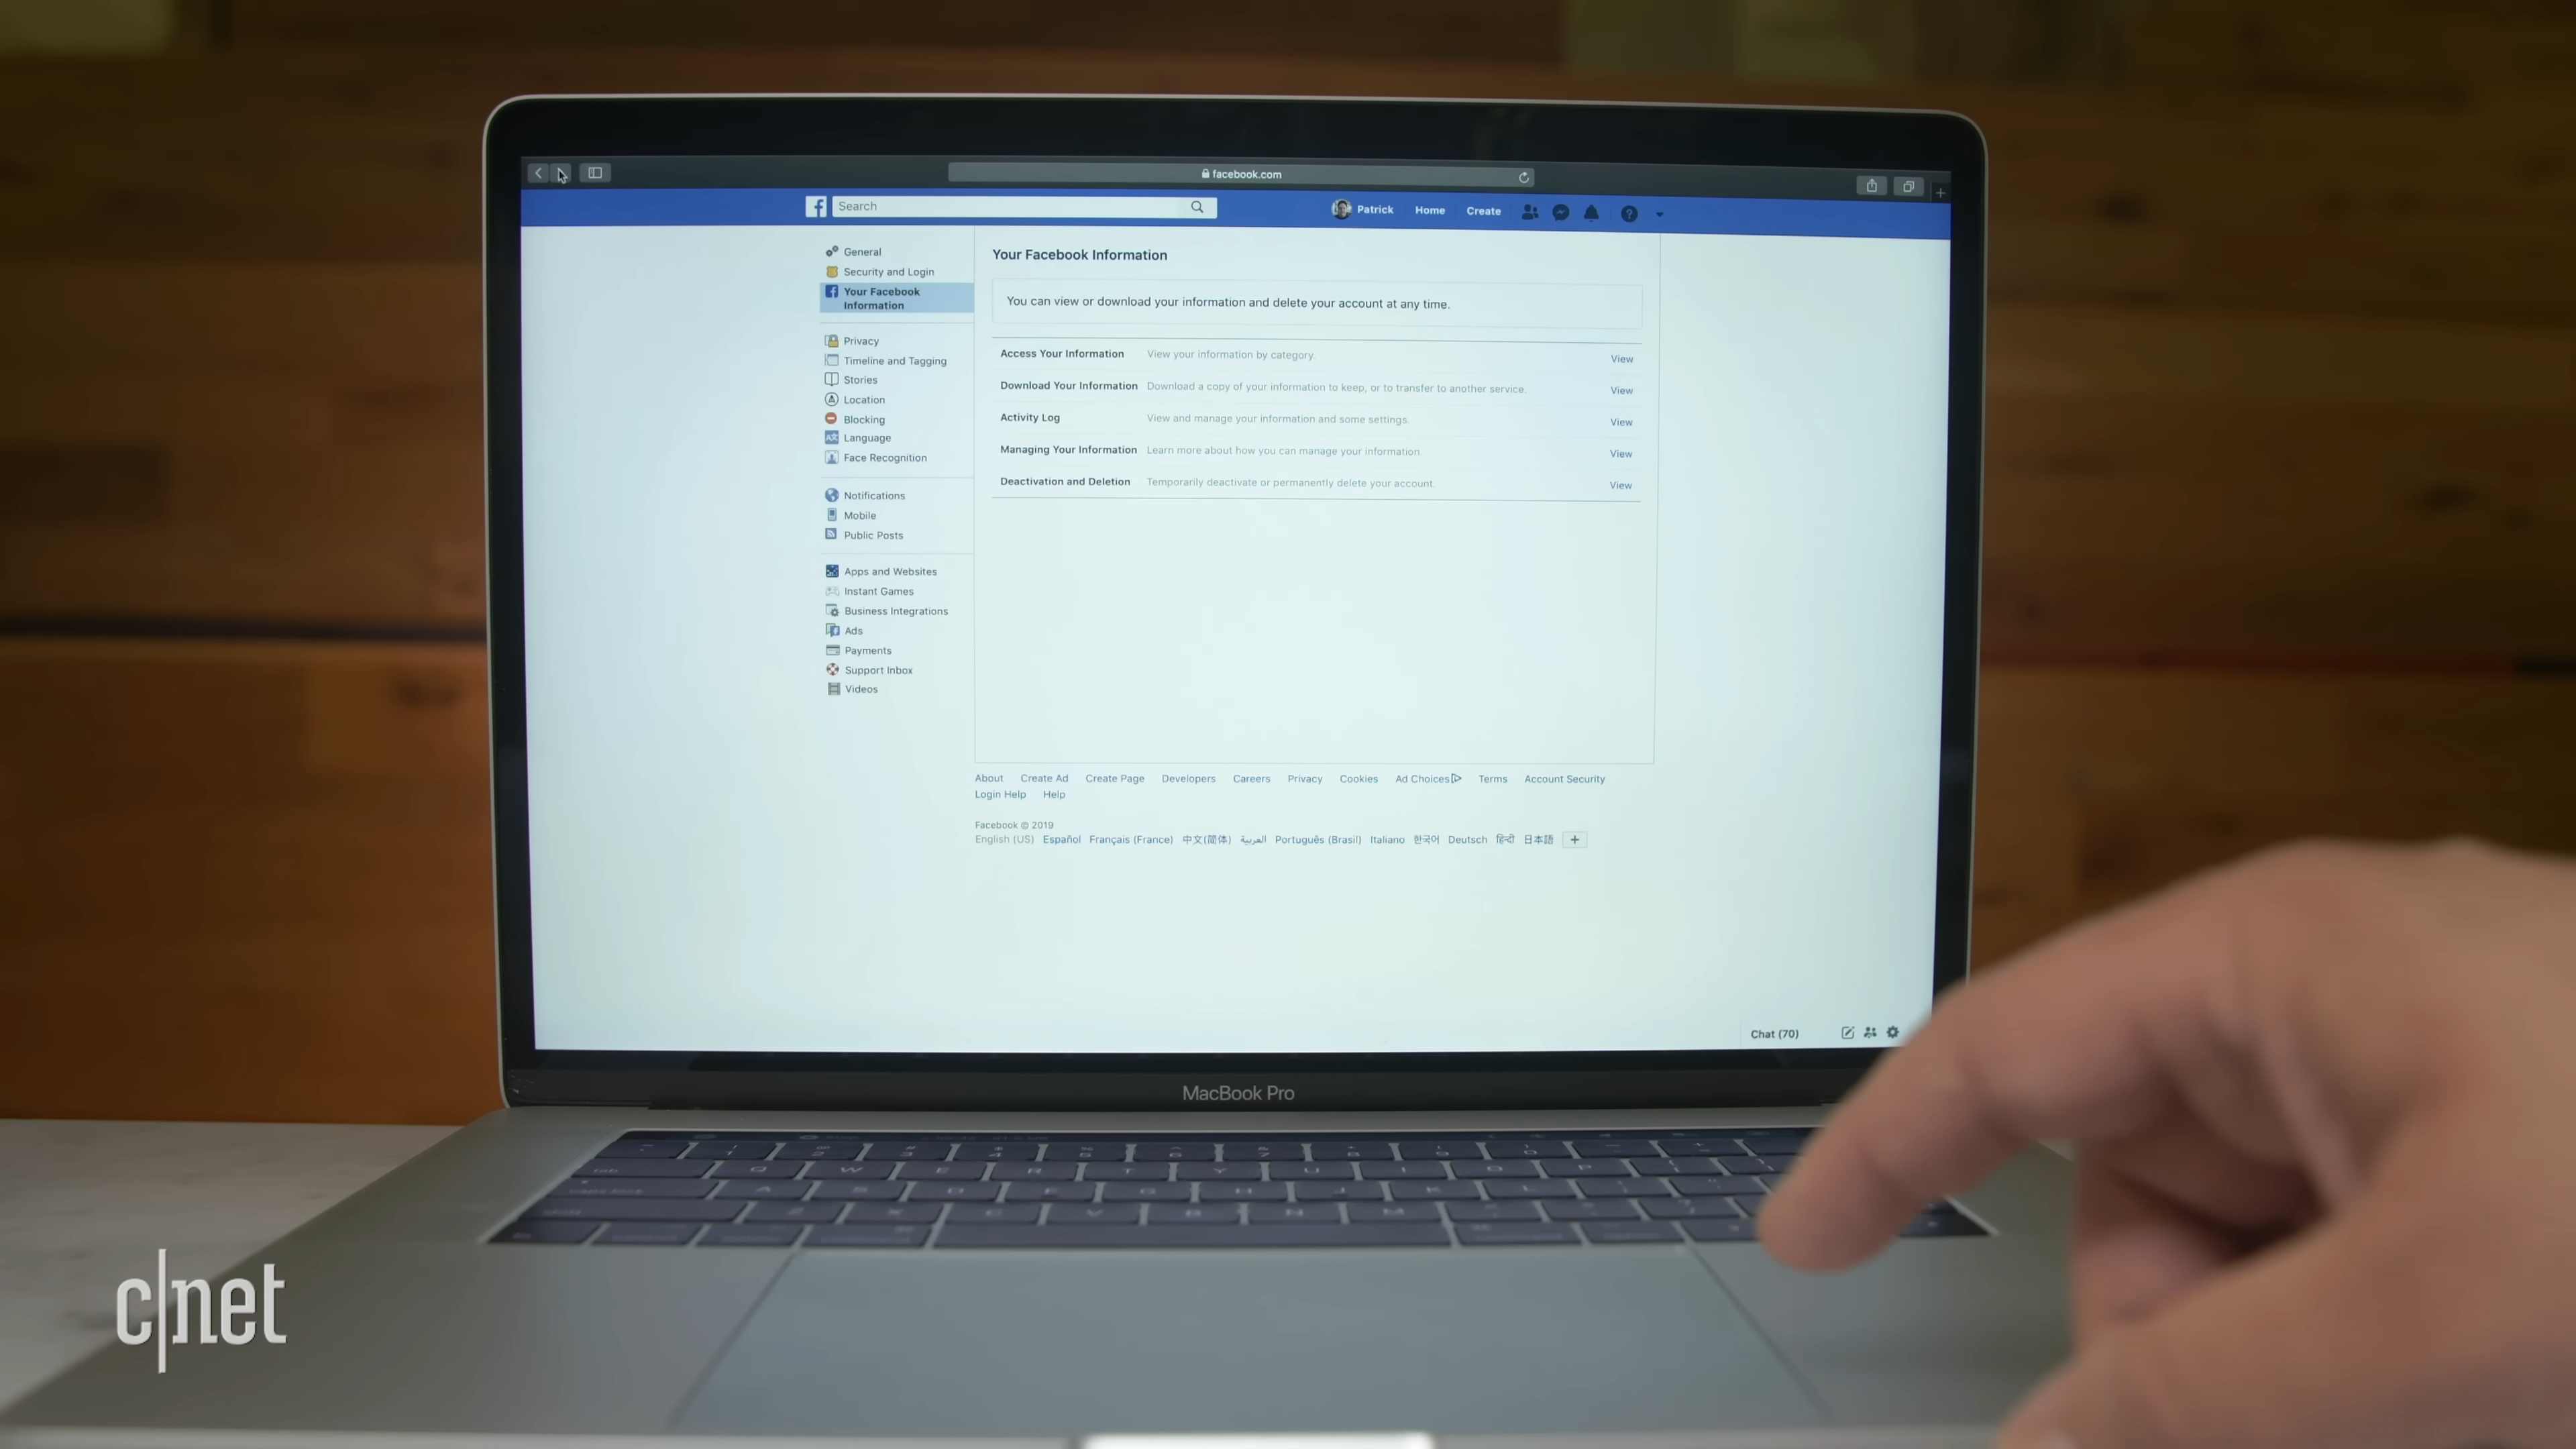 facebook.com
Search
Patrick Home Create
General
Security and Login
Your Facebook
Information
Privacy
Timeline and Tagging
Stories
Location
Blocking
Language
Face Recognition
Notifications
Mobile
Public Posts
Apps and Websites
Instant Games
Business Integrations
Ads
Payments
Support Inbox
Videos
Your Facebook Information
You can view or download your information and delete your account at any time.
Access Your Information View your information by category. View
Download Your Information Download a copy of your information to keep, or to transfer to another service. View
Activity Log View and manage your information and some settings. View
Managing Your Information Learn more about how you can manage your information. View
Deactivation and Deletion Temporarily deactivate or permanently delete your account. View
About Create Ad Create Page Developers Careers Privacy Cookies Ad Choices Terms Account Security
Login Help Help
Facebook © 2019
English (US) Español Français (France) 中文(简体) العربية Português (Brasil) Italiano 한국어 Deutsch हिन्दी 日本語 +
Chat (70)
MacBook Pro
Q W E R T Y U I O P
A S D F G H J K L
Z X C V B N M
c|net